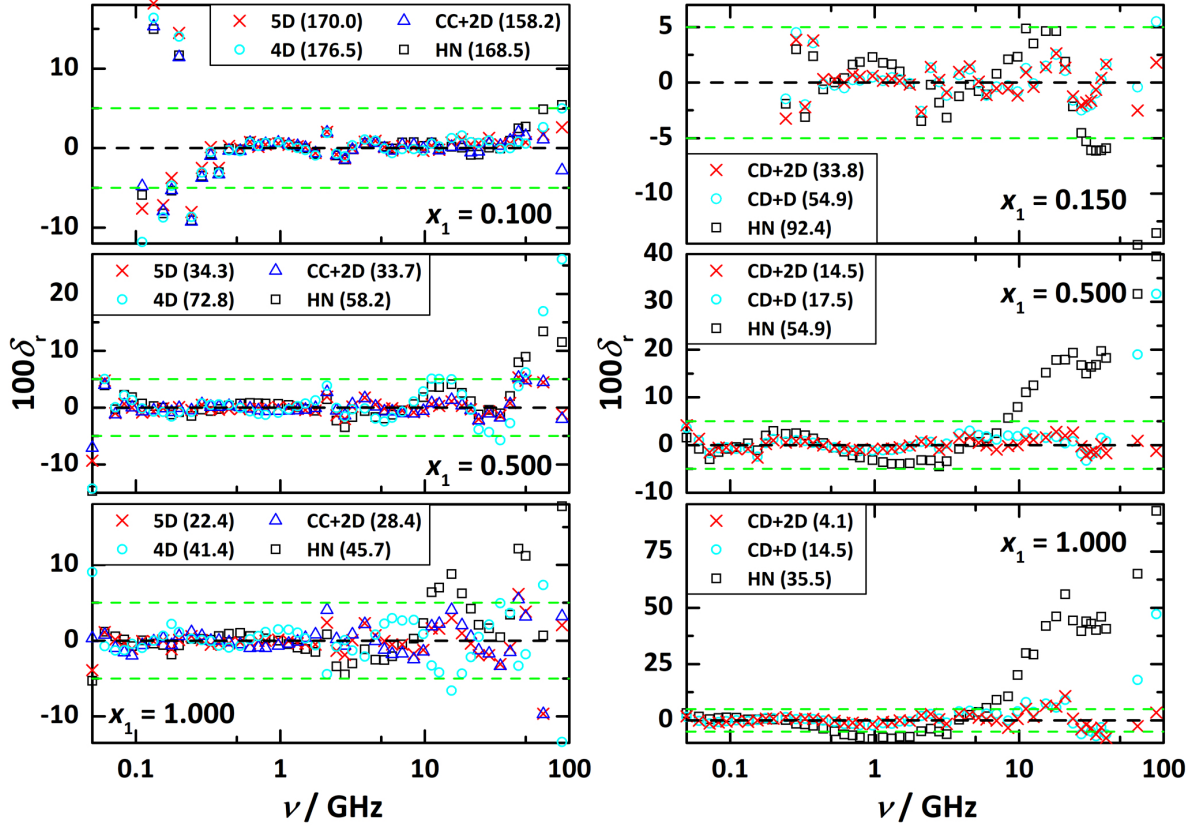 20
10
0
-10
5D (170.0) CC+2D (158.2)
4D (176.5) HN (168.5)
x1 = 0.100
20
10
0
-10
5D (34.3) CC+2D (33.7)
4D (72.8) HN (58.2)
x1 = 0.500
10
0
-10
5D (22.4) CC+2D (28.4)
4D (41.4) HN (45.7)
x1 = 1.000
100δr
0.1 1 10 100
ν / GHz
5
0
-5
-10
CD+2D (33.8)
CD+D (54.9)
HN (92.4)
x1 = 0.150
40
30
20
10
0
-10
CD+2D (14.5)
CD+D (17.5)
HN (54.9)
x1 = 0.500
75
50
25
0
CD+2D (4.1)
CD+D (14.5)
HN (35.5)
x1 = 1.000
100δr
0.1 1 10 100
ν / GHz